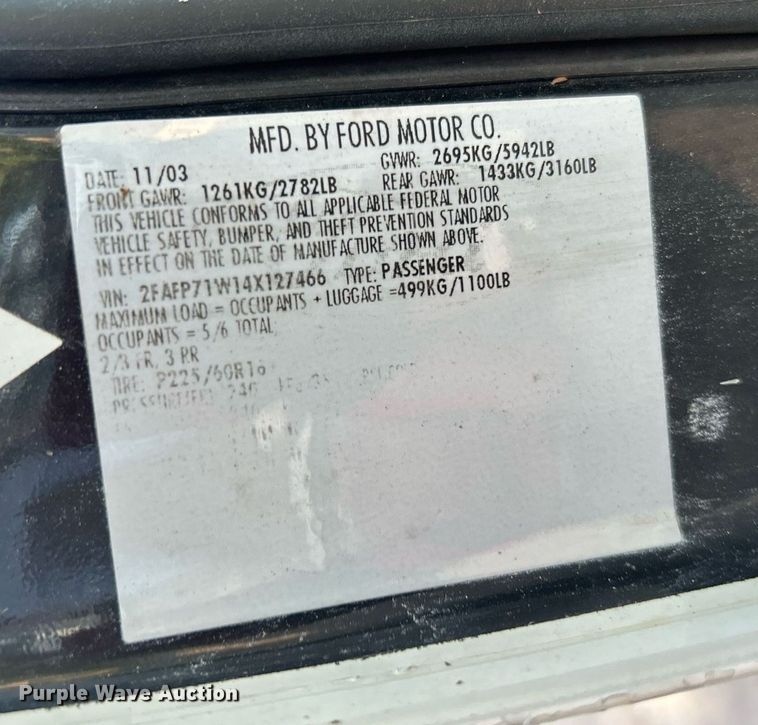 MFD. BY FORD MOTOR CO.
DATE: 11/03 GVWR: 2695KG/5942LB
FRONT GAWR: 1261KG/2782LB REAR GAWR: 1433KG/3160LB
THIS VEHICLE CONFORMS TO ALL APPLICABLE FEDERAL MOTOR
VEHICLE SAFETY, BUMPER, AND THEFT PREVENTION STANDARDS
IN EFFECT ON THE DATE OF MANUFACTURE SHOWN ABOVE.
VIN: 2FAFP71W14X127466 TYPE: PASSENGER
MAXIMUM LOAD = OCCUPANTS + LUGGAGE =499KG/1100LB
OCCUPANTS = 5/6 TOTAL
2/3 FR, 3 RR
TIRE: P225/60R16
Purple Wave Auction